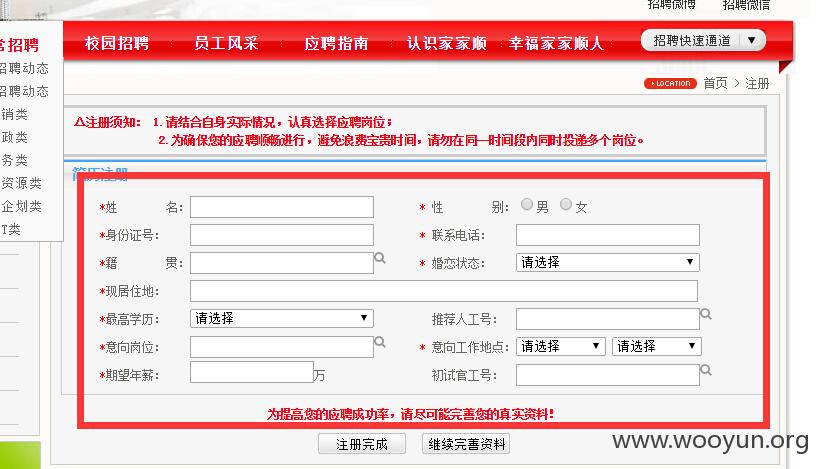 招聘微博 招聘微信
常招聘 校园招聘 员工风采 应聘指南 认识家家顺 幸福家家顺人 招聘快速通道 ▼
招聘动态
招聘动态
销类
政类
务类
资源类
企划类
T类
LOCATION 首页 > 注册
△注册须知: 1.请结合自身实际情况，认真选择应聘岗位；
2.为确保您的应聘顺畅进行，避免浪费宝贵时间，请勿在同一时间段内同时投递多个岗位。
简历注册
*姓 名: * 性 别: 男 女
*身份证号: * 联系电话:
*籍 贯: * 婚恋状态: 请选择
*现居住地:
*最高学历: 请选择 推荐人工号:
*意向岗位: * 意向工作地点: 请选择 请选择
*期望年薪: 万 初试官工号:
为提高您的应聘成功率，请尽可能完善您的真实资料!
注册完成 继续完善资料
www.wooyun.org